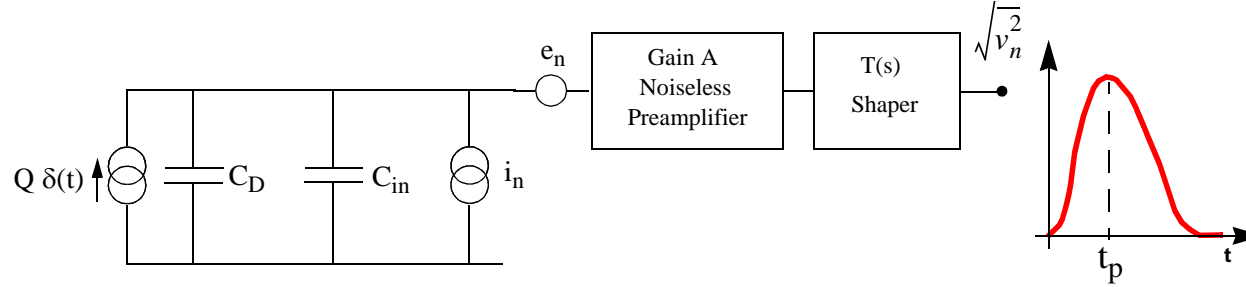 Q δ(t)
C_D
C_in
i_n
e_n
Gain A
Noiseless
Preamplifier
T(s)
Shaper
√v_n^2
t_p
t